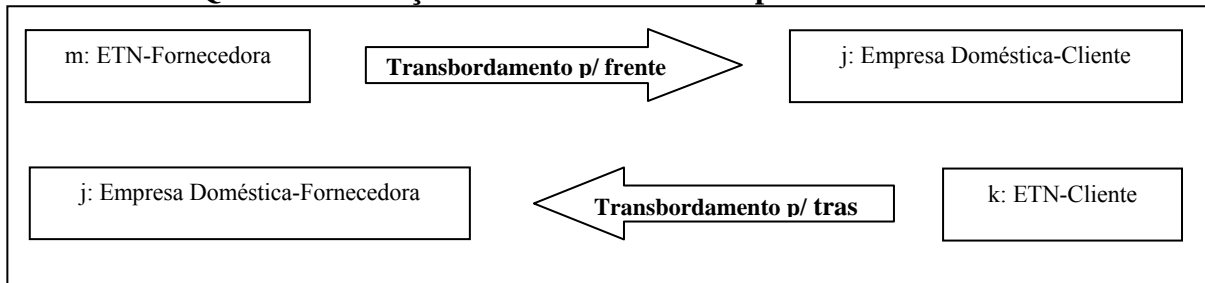 m: ETN-Fornecedora
Transbordamento p/ frente
j: Empresa Doméstica-Cliente
j: Empresa Doméstica-Fornecedora
Transbordamento p/ tras
k: ETN-Cliente